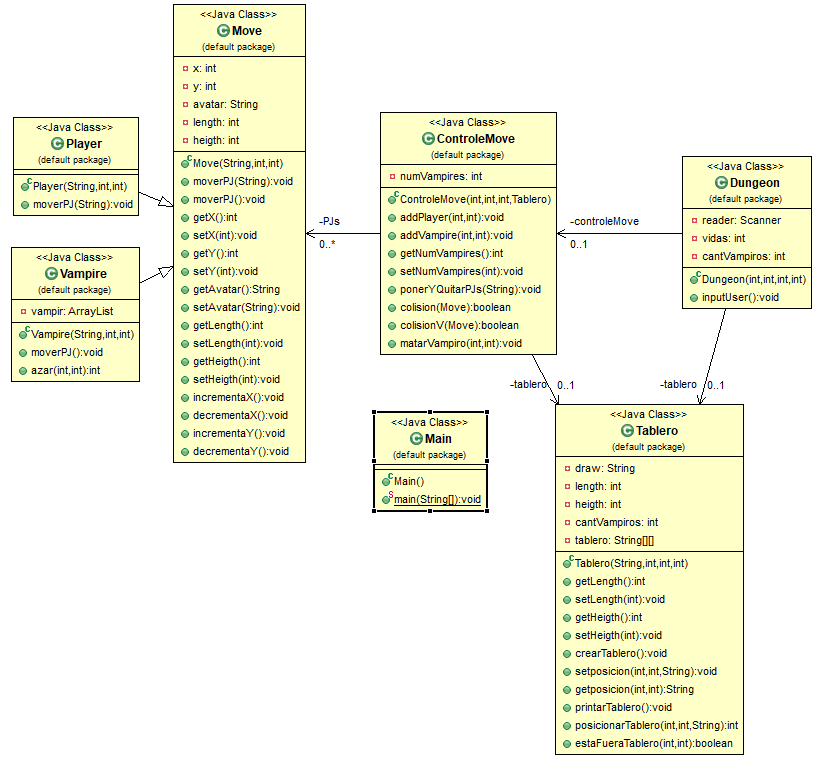 <<Java Class>>
Move
(default package)
x: int
y: int
avatar: String
length: int
heigth: int
Move(String,int,int)
moverPJ(String):void
moverPJ():void
getX():int
setX(int):void
getY():int
setY(int):void
getAvatar():String
setAvatar(String):void
getLength():int
setLength(int):void
getHeigth():int
setHeigth(int):void
incrementaX():void
decrementaX():void
incrementaY():void
decrementaY():void
<<Java Class>>
Player
(default package)
Player(String,int,int)
moverPJ(String):void
<<Java Class>>
Vampire
(default package)
vampir: ArrayList
Vampire(String,int,int)
moverPJ():void
azar(int,int):int
-PJs
0..*
<<Java Class>>
ControleMove
(default package)
numVampires: int
ControleMove(int,int,int,Tablero)
addPlayer(int,int):void
addVampire(int,int):void
getNumVampires():int
setNumVampires(int):void
ponerYQuitarPJs(String):void
colision(Move):boolean
colisionV(Move):boolean
matarVampiro(int,int):void
-controleMove
0..1
<<Java Class>>
Dungeon
(default package)
reader: Scanner
vidas: int
cantVampiros: int
Dungeon(int,int,int,int)
inputUser():void
-tablero 0..1
-tablero 0..1
<<Java Class>>
Main
(default package)
Main()
main(String[]):void
<<Java Class>>
Tablero
(default package)
draw: String
length: int
heigth: int
cantVampiros: int
tablero: String[][]
Tablero(String,int,int,int)
getLength():int
setLength(int):void
getHeigth():int
setHeigth(int):void
crearTablero():void
setposicion(int,int,String):void
getposicion(int,int):String
printarTablero():void
posicionarTablero(int,int,String):int
estaFueraTablero(int,int):boolean